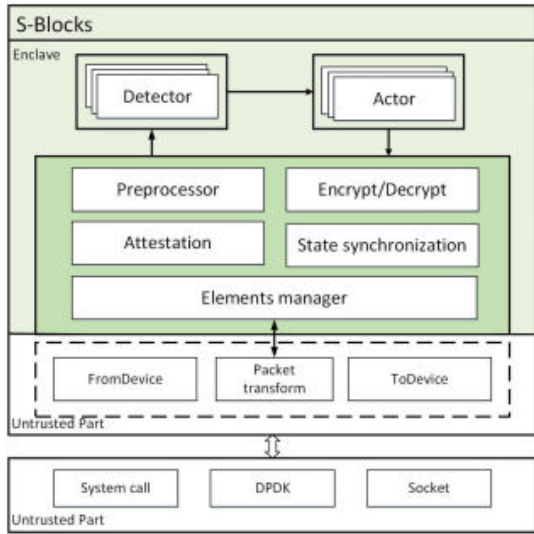 S-Blocks
Enclave
Detector
Actor
Preprocessor
Encrypt/Decrypt
Attestation
State synchronization
Elements manager
FromDevice
Packet
transform
ToDevice
Untrusted Part
System call
DPDK
Socket
Untrusted Part